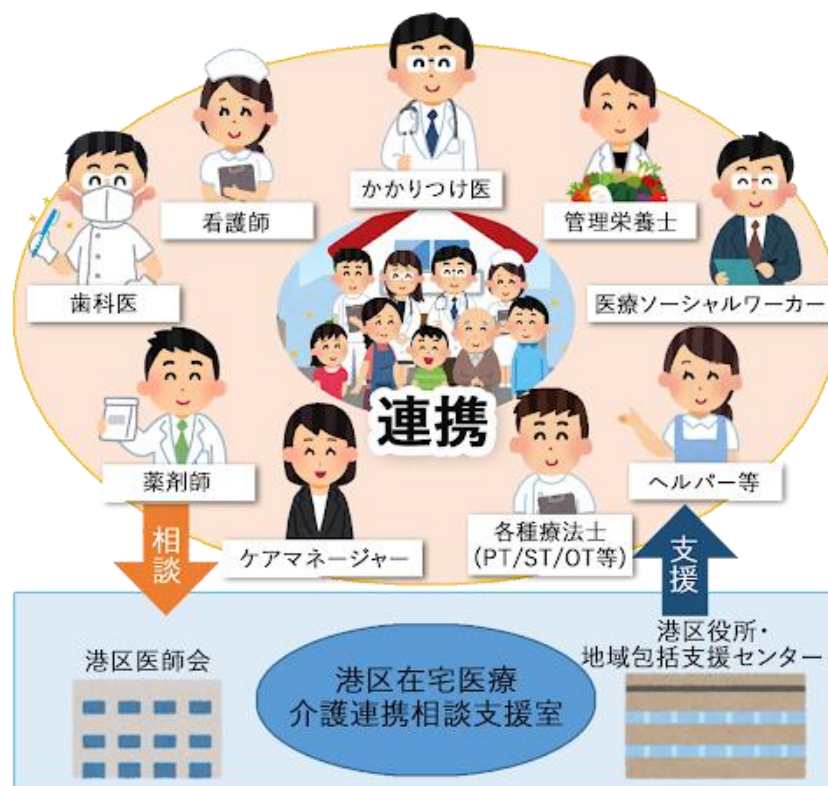 かかりつけ医
看護師
管理栄養士
歯科医
医療ソーシャルワーカー
連携
薬剤師
ヘルパー等
ケアマネージャー
各種療法士
(PT/ST/OT等)
相談
支援
港区医師会
港区在宅医療
介護連携相談支援室
港区役所・
地域包括支援センター